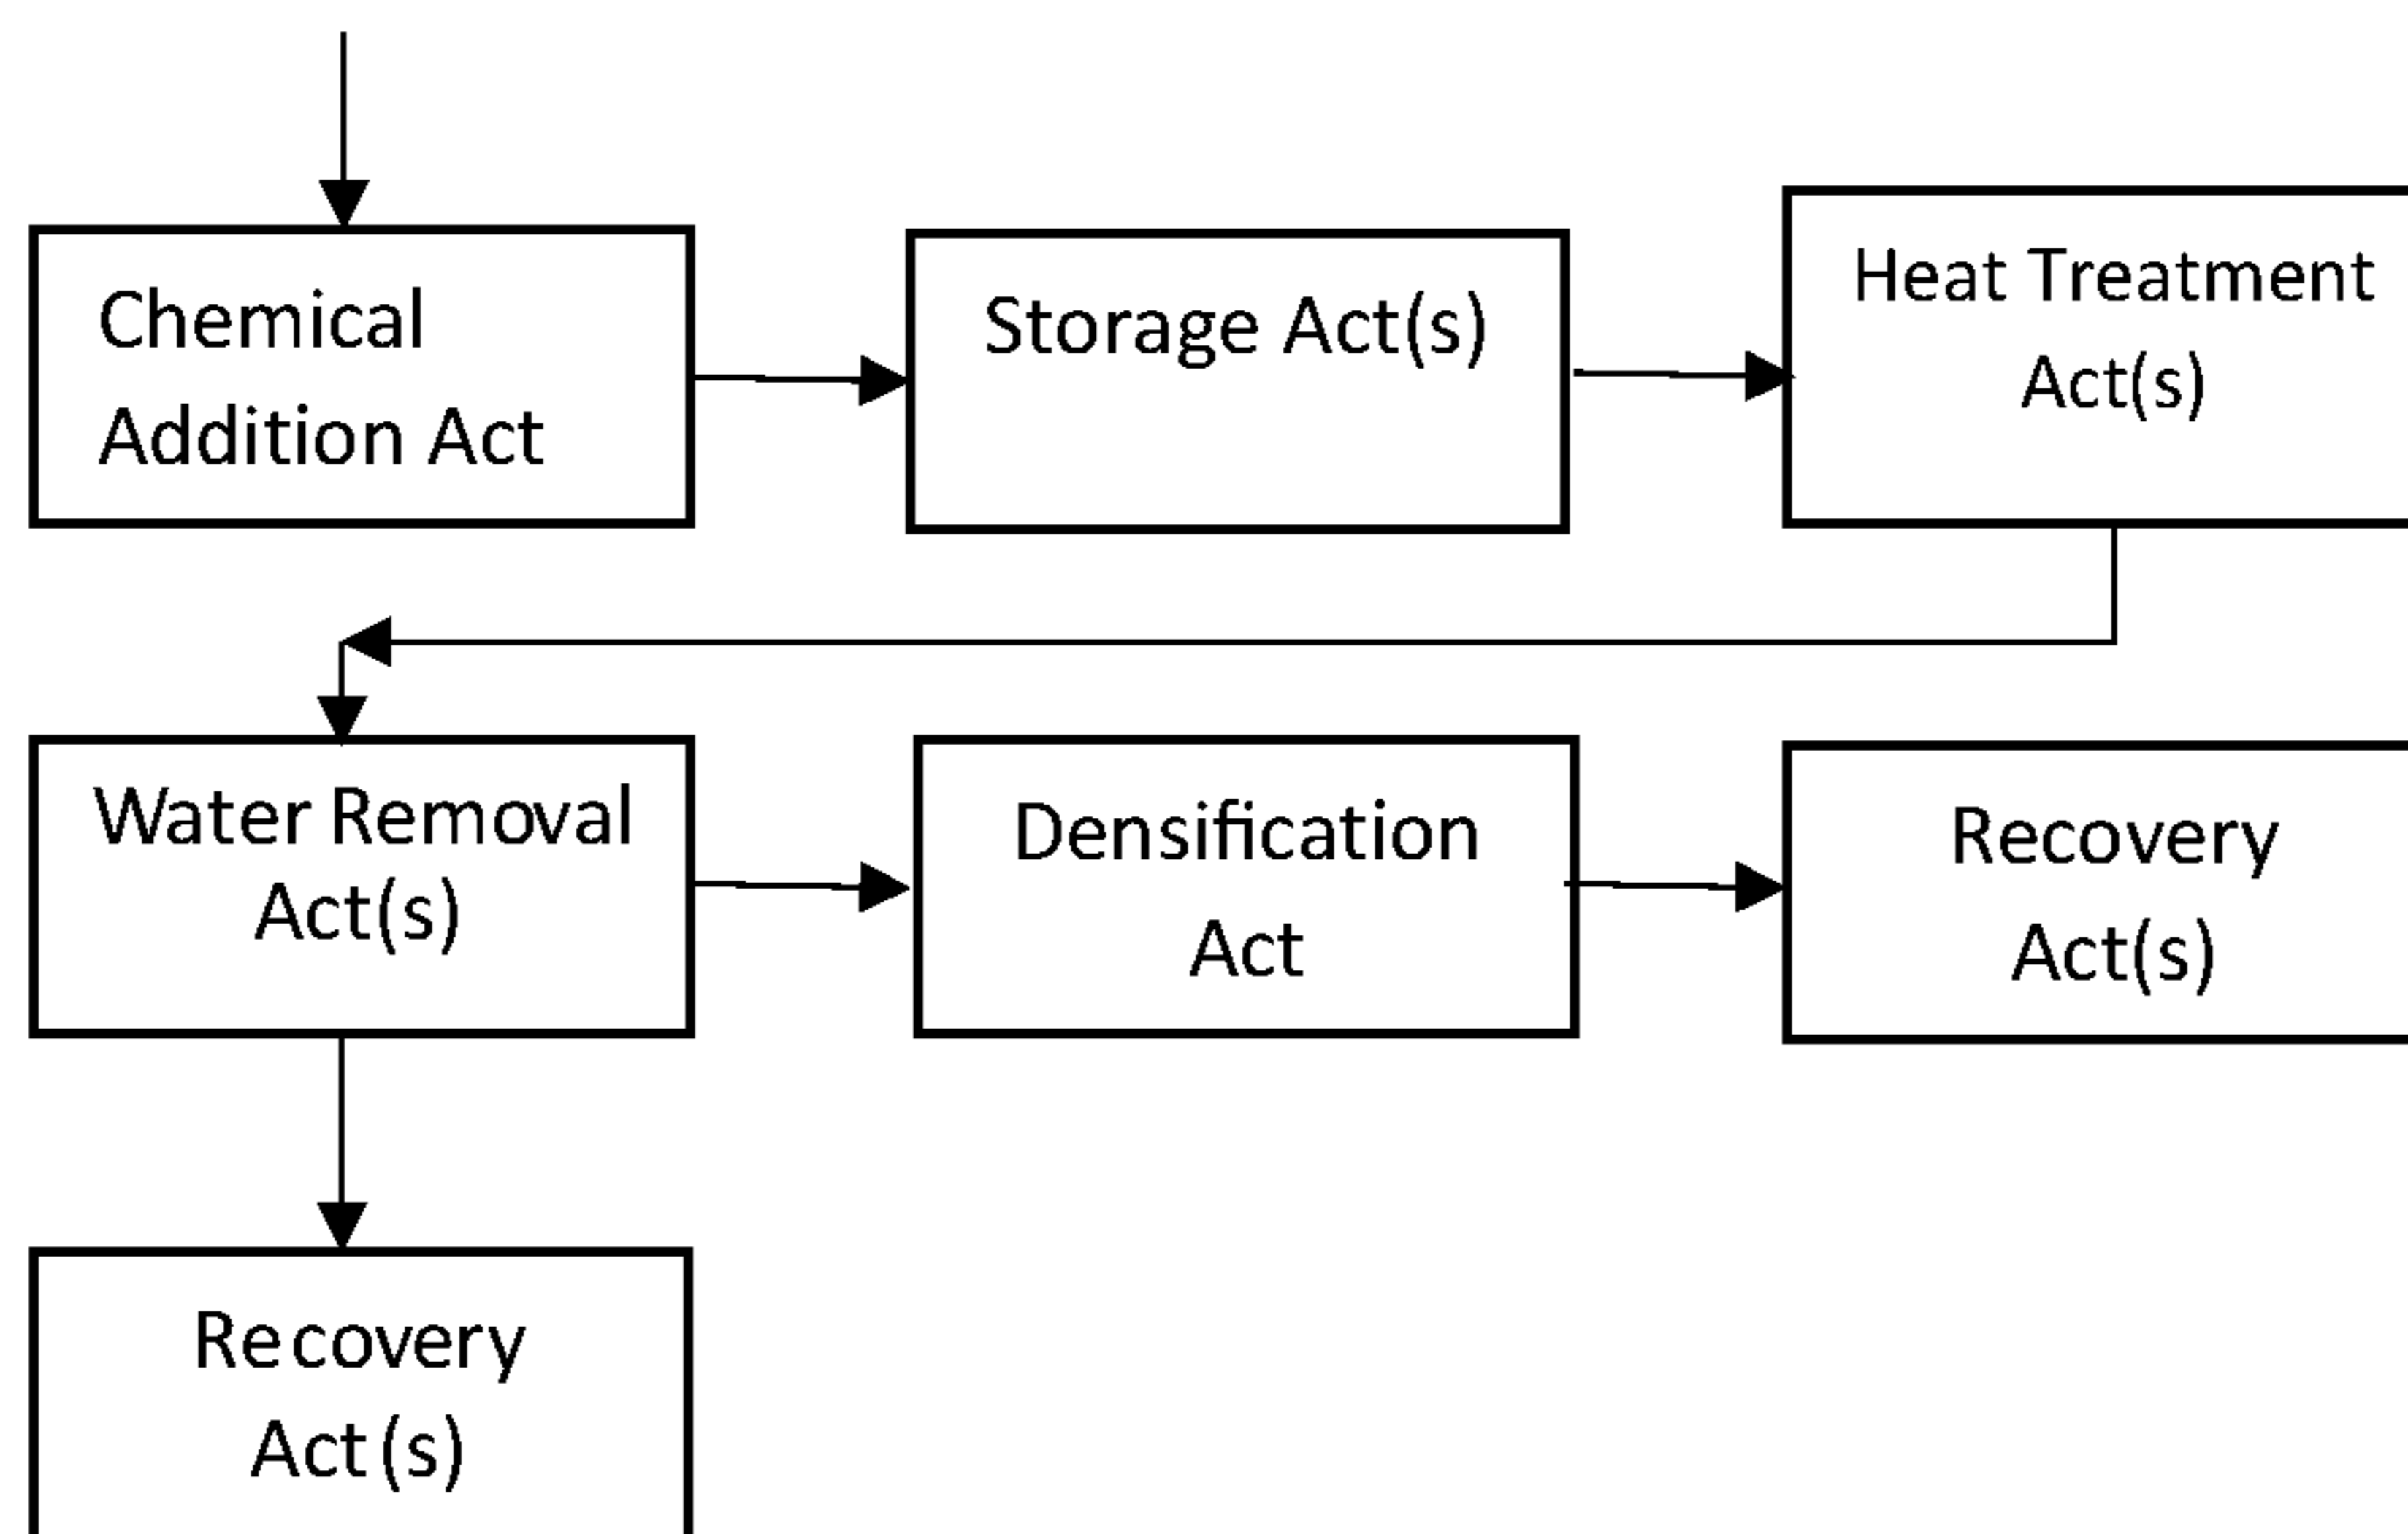 Chemical
Addition Act
Storage Act(s)
Heat Treatment
Act(s)
Water Removal
Act(s)
Densification
Act
Recovery
Act(s)
Recovery
Act(s)